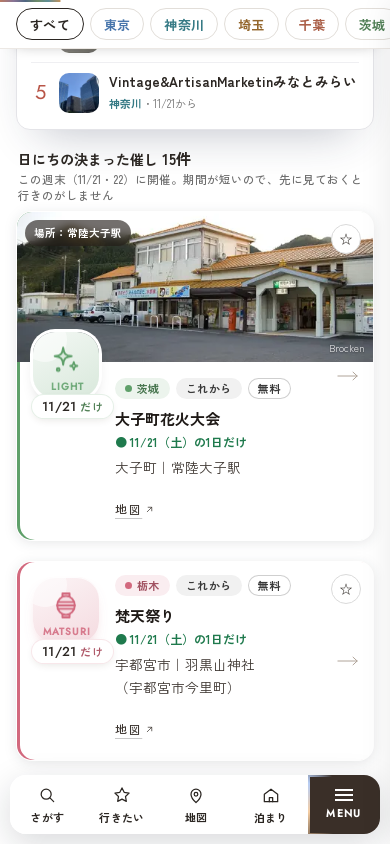 すべて
東京
神奈川
埼玉
千葉
茨城
5
Vintage&ArtisanMarketinみなとみらい
神奈川・11/21から
日にちの決まった催し 15件
この週末（11/21・22）に開催。期間が短いので、先に見ておくと
行きのがしません
場所：常陸大子駅
☆
Brocken
LIGHT
11/21 だけ
茨城
これから
無料
大子町花火大会
11/21（土）の1日だけ
大子町｜常陸大子駅
地図 ↗
MATSURI
11/21 だけ
栃木
これから
無料
☆
梵天祭り
11/21（土）の1日だけ
宇都宮市｜羽黒山神社
（宇都宮市今里町）
地図 ↗
さがす
行きたい
地図
泊まり
MENU